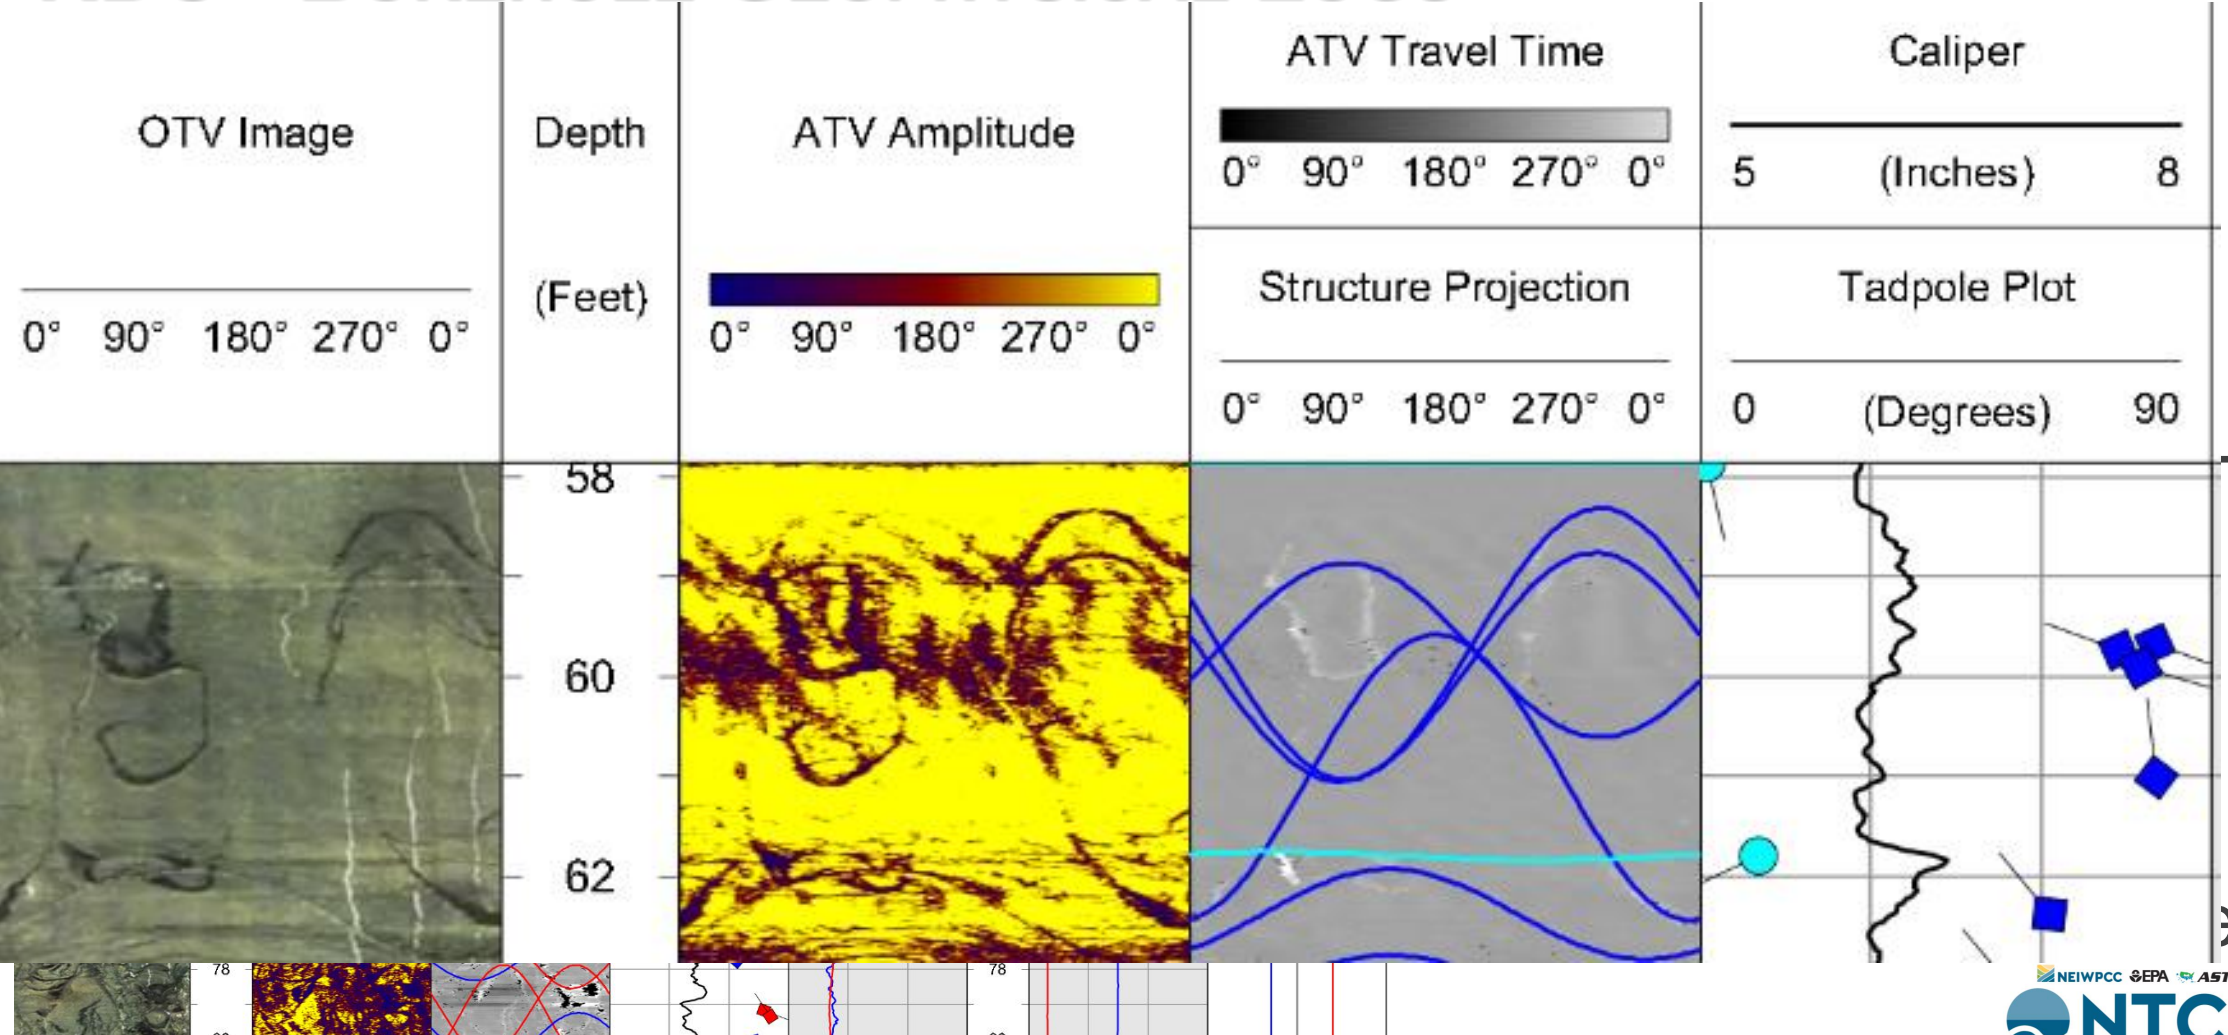 OTV Image
0° 90° 180° 270° 0°
Depth
(Feet)
ATV Amplitude
0° 90° 180° 270° 0°
ATV Travel Time
0° 90° 180° 270° 0°
Structure Projection
0° 90° 180° 270° 0°
Caliper
5 (Inches) 8
Tadpole Plot
0 (Degrees) 90
58
60
62
78
78
NEIWPCC EPA AST
NTC